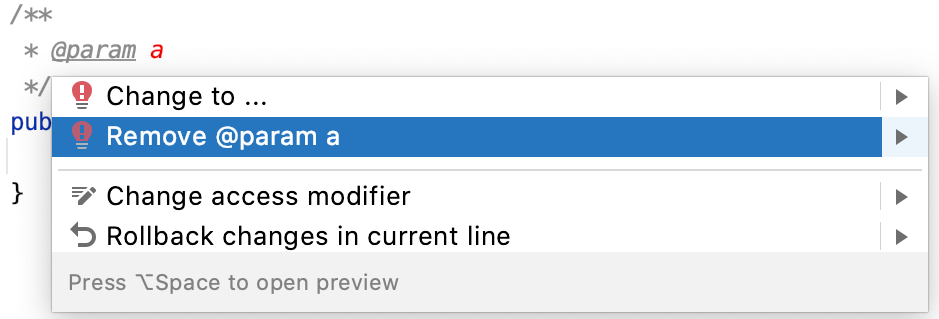 /**
* @param a
*/
Change to ...
pub
Remove @param a
}
Change access modifier
Rollback changes in current line
Press ⌥Space to open preview